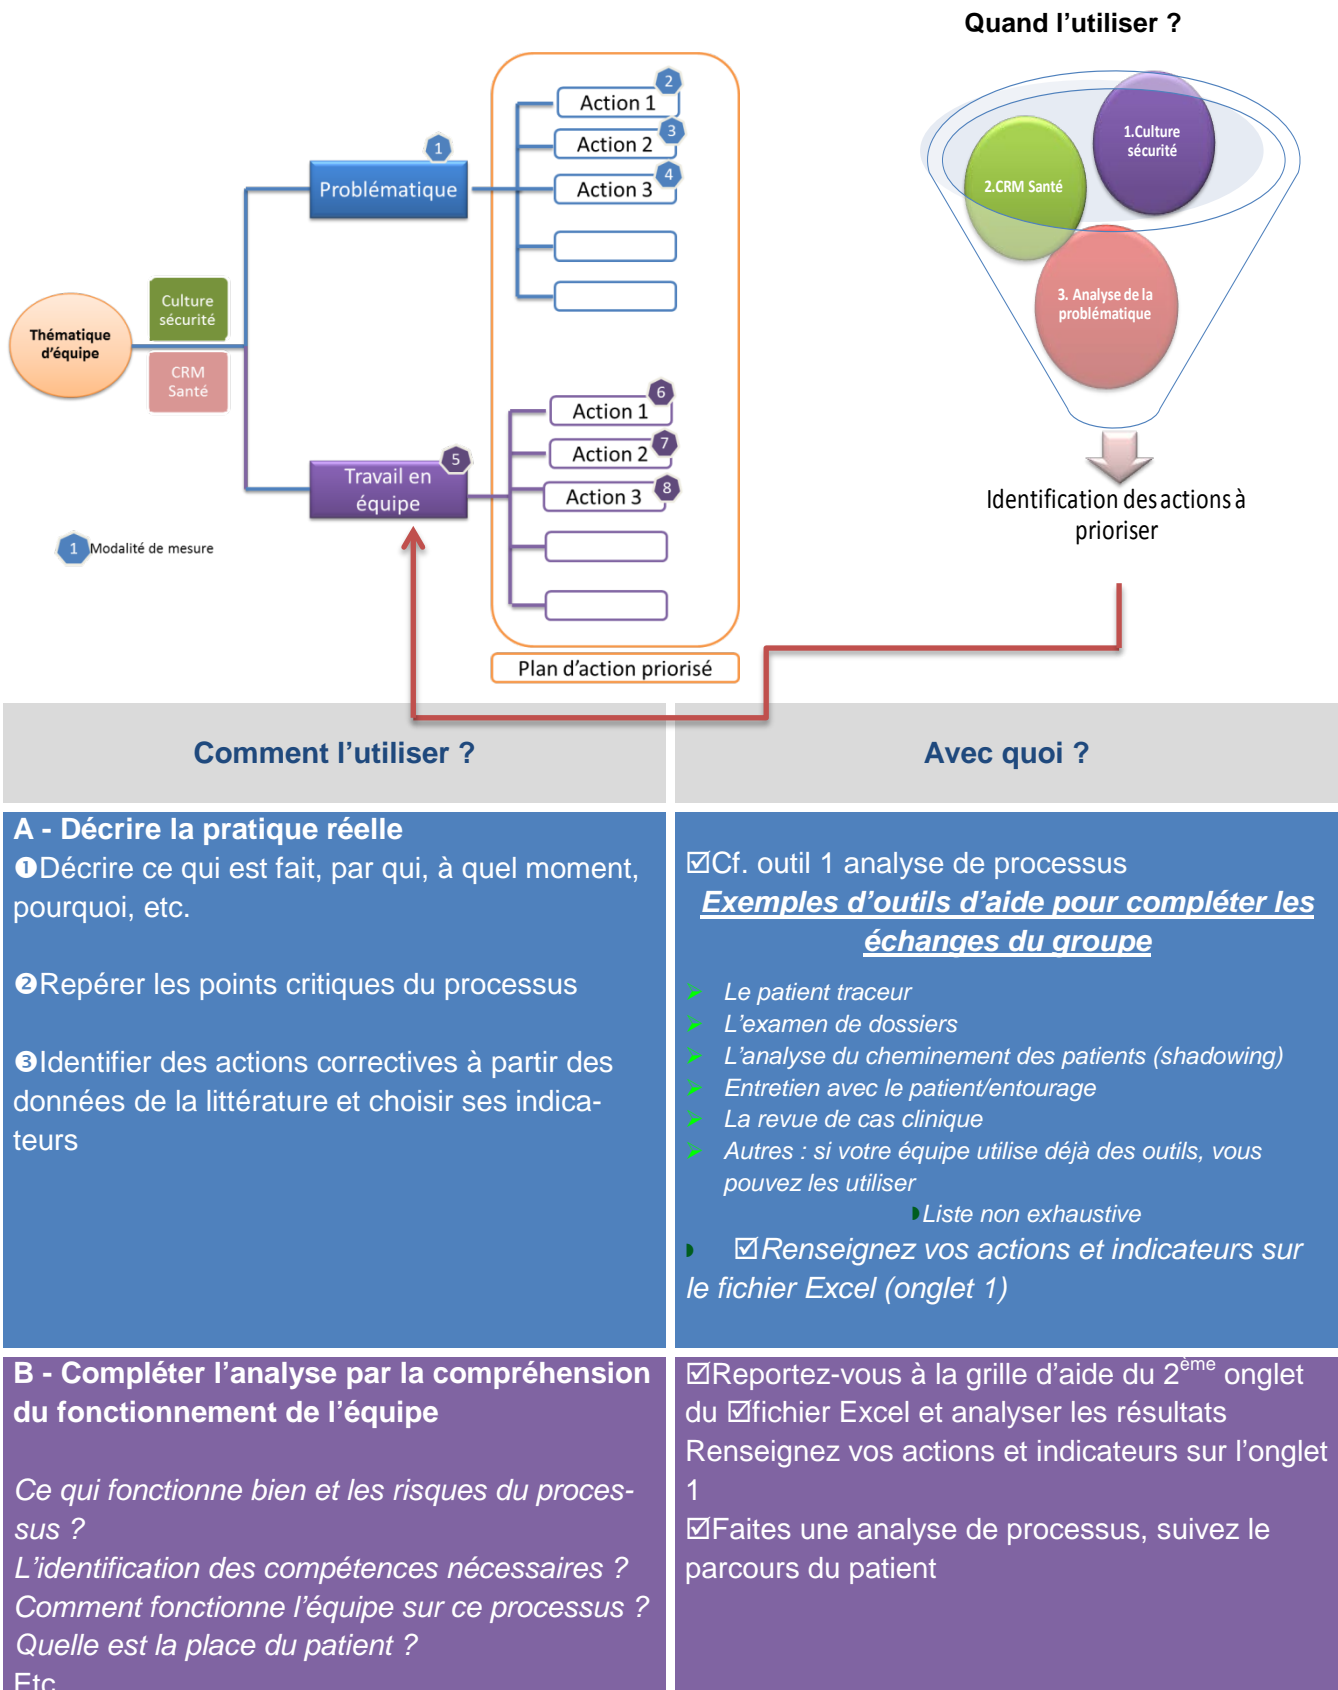 Quand l’utiliser ?
2
Action 1
3
Action 2
1
4
Problématique
Action 3
Culture
sécurité
Thématique
d’équipe
CRM
Santé
6
Action 1
7
5
Action 2
Travail en
équipe
8
Action 3
1 Modalité de mesure
Plan d’action priorisé
1.Culture
sécurité
2.CRM Santé
3. Analyse de la
problématique
Identification des actions à
prioriser
Comment l’utiliser ?
Avec quoi ?
A - Décrire la pratique réelle
❶Décrire ce qui est fait, par qui, à quel moment,
pourquoi, etc.
❷Repérer les points critiques du processus
❸Identifier des actions correctives à partir des
données de la littérature et choisir ses indica-
teurs
☑Cf. outil 1 analyse de processus
Exemples d’outils d’aide pour compléter les
échanges du groupe
➢ Le patient traceur
➢ L’examen de dossiers
➢ L’analyse du cheminement des patients (shadowing)
➢ Entretien avec le patient/entourage
➢ La revue de cas clinique
➢ Autres : si votre équipe utilise déjà des outils, vous
pouvez les utiliser
◗Liste non exhaustive
◗ ☑Renseignez vos actions et indicateurs sur
le fichier Excel (onglet 1)
B - Compléter l’analyse par la compréhension
du fonctionnement de l’équipe
Ce qui fonctionne bien et les risques du proces-
sus ?
L’identification des compétences nécessaires ?
Comment fonctionne l’équipe sur ce processus ?
Quelle est la place du patient ?
Etc
☑Reportez-vous à la grille d’aide du 2ème onglet
du ☑fichier Excel et analyser les résultats
Renseignez vos actions et indicateurs sur l’onglet
1
☑Faites une analyse de processus, suivez le
parcours du patient